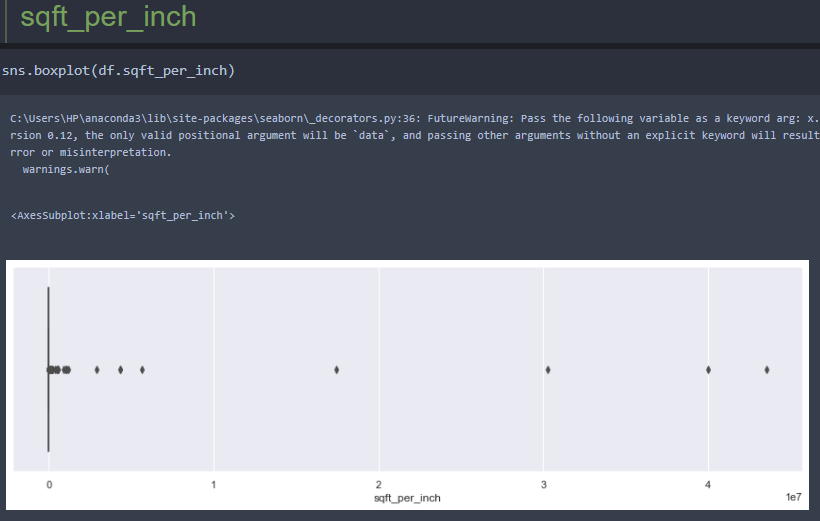 sqft_per_inch
sns.boxplot(df.sqft_per_inch)
C:\Users\HP\anaconda3\lib\site-packages\seaborn\_decorators.py:36: FutureWarning: Pass the following variable as a keyword arg: x.
rsion 0.12, the only valid positional argument will be `data`, and passing other arguments without an explicit keyword will result
rror or misinterpretation.
warnings.warn(
<AxesSubplot:xlabel='sqft_per_inch'>
0 1 2 3 4
sqft_per_inch 1e7